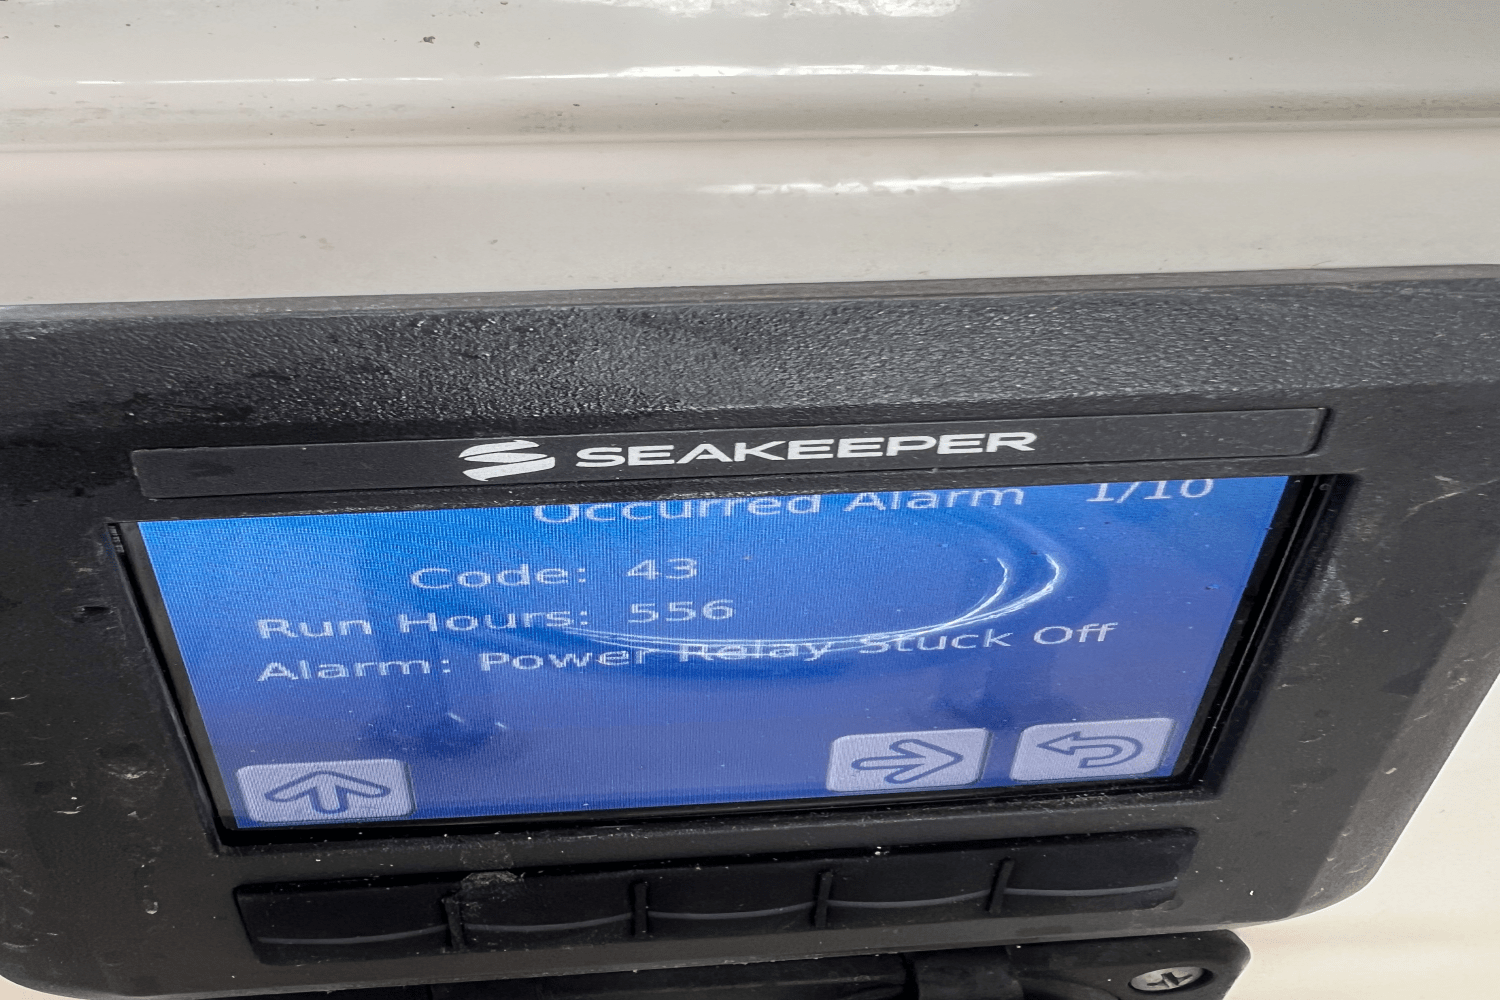 SEAKEEPER
Occurred Alarm 1/10
Code: 43
Run Hours: 556
Alarm: Power Relay Stuck Off